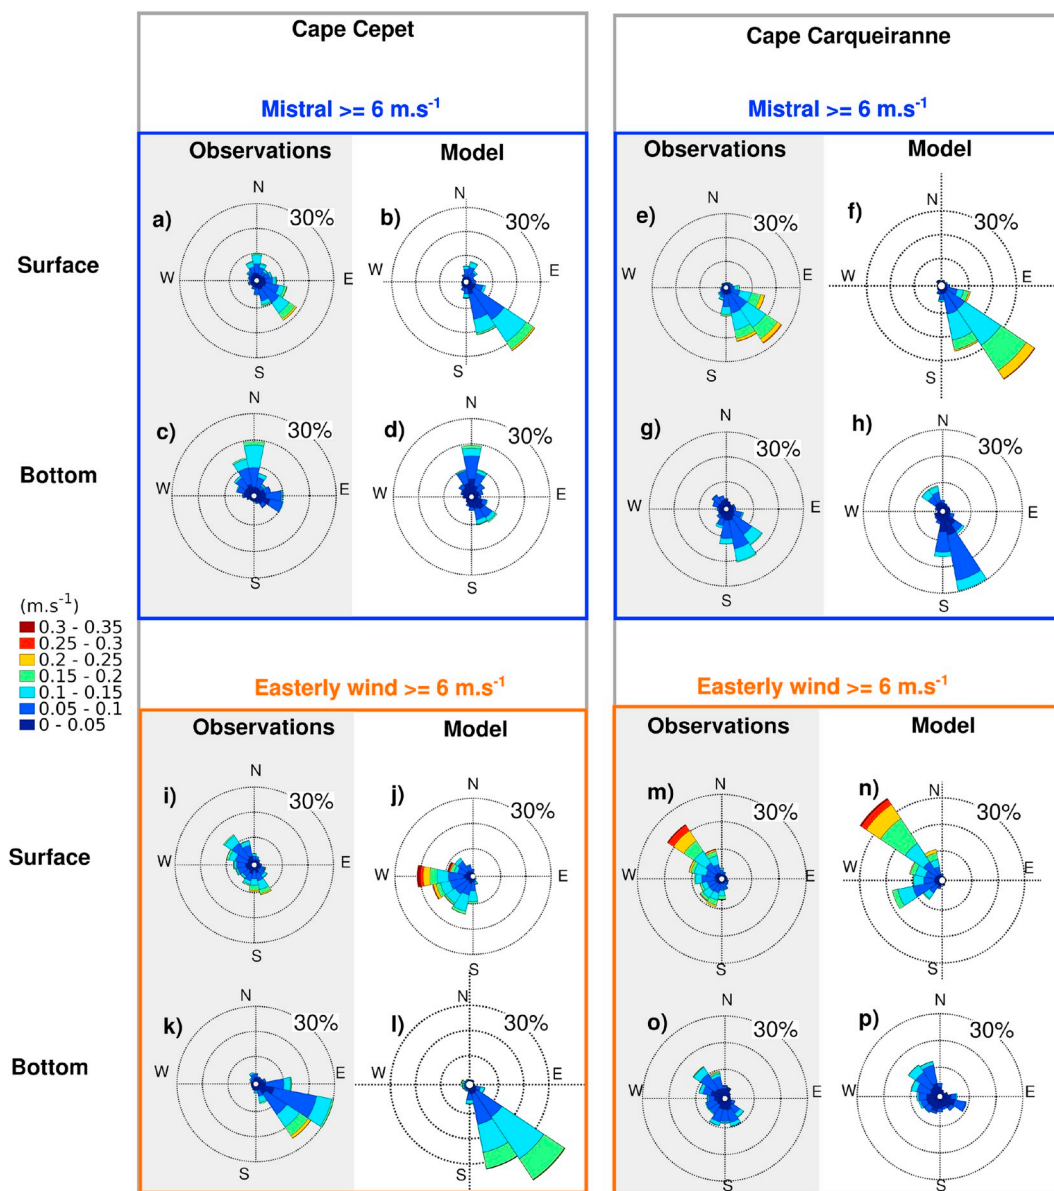 Cape Cepet
Cape Carqueiranne
Mistral >= 6 m.s-1
Mistral >= 6 m.s-1
Observations
Model
Observations
Model
Surface
a)
N
30%
W
E
S
b)
N
30%
W
E
S
e)
N
30%
W
E
S
f)
N
30%
W
E
S
Bottom
c)
N
30%
W
E
S
d)
N
30%
W
E
S
g)
N
30%
W
E
S
h)
N
30%
W
E
S
(m.s-1)
0.3 - 0.35
0.25 - 0.3
0.2 - 0.25
0.15 - 0.2
0.1 - 0.15
0.05 - 0.1
0 - 0.05
Easterly wind >= 6 m.s-1
Easterly wind >= 6 m.s-1
Observations
Model
Observations
Model
Surface
i)
N
30%
W
E
S
j)
N
30%
W
E
S
m)
N
30%
W
E
S
n)
N
30%
W
E
S
Bottom
k)
N
30%
W
E
S
l)
N
30%
W
E
S
o)
N
30%
W
E
S
p)
N
30%
W
E
S